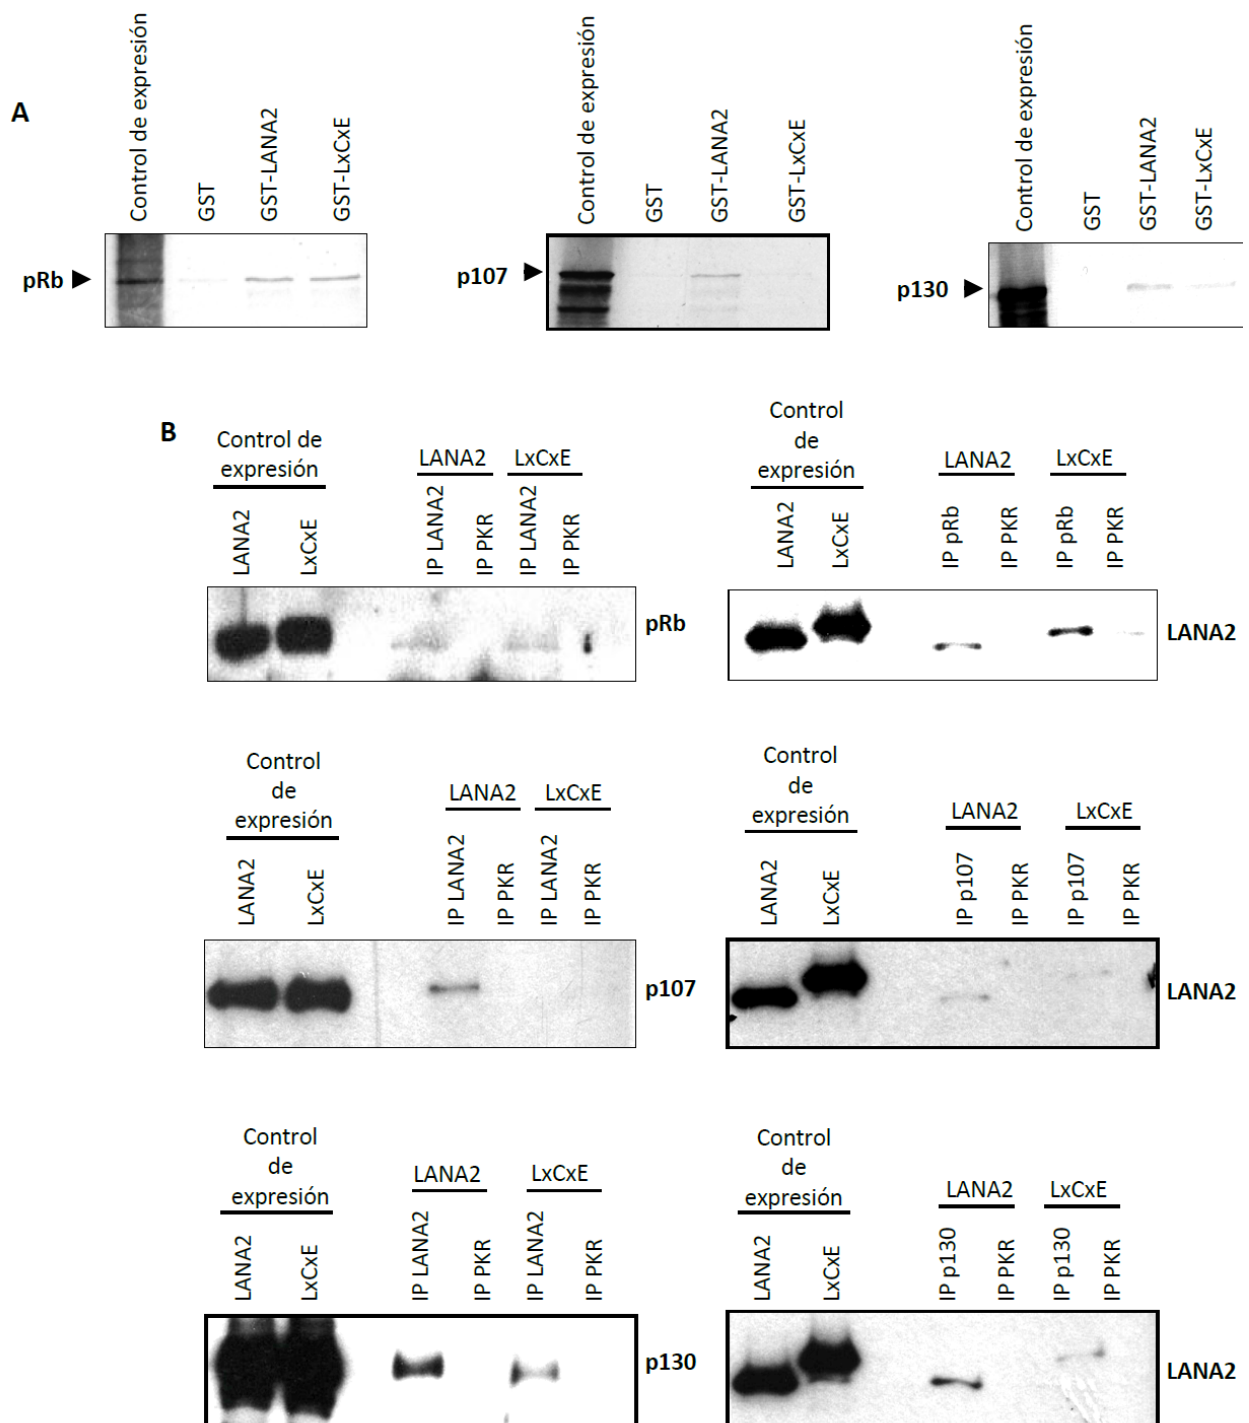 A
Control de expresión
GST
GST-LANA2
GST-LxCxE
pRb
Control de expresión
GST
GST-LANA2
GST-LxCxE
p107
Control de expresión
GST
GST-LANA2
GST-LxCxE
p130
B
Control de
expresión
LANA2
LxCxE
LANA2
LxCxE
IP LANA2
IP PKR
IP LANA2
IP PKR
pRb
Control
de
expresión
LANA2
LxCxE
LANA2
LxCxE
IP pRb
IP PKR
IP pRb
IP PKR
LANA2
Control
de
expresión
LANA2
LxCxE
LANA2
LxCxE
IP LANA2
IP PKR
IP LANA2
IP PKR
p107
Control
de
expresión
LANA2
LxCxE
LANA2
LxCxE
IP p107
IP PKR
IP p107
IP PKR
LANA2
Control
de
expresión
LANA2
LxCxE
LANA2
LxCxE
IP LANA2
IP PKR
IP LANA2
IP PKR
p130
Control
de
expresión
LANA2
LxCxE
LANA2
LxCxE
IP p130
IP PKR
IP p130
IP PKR
LANA2